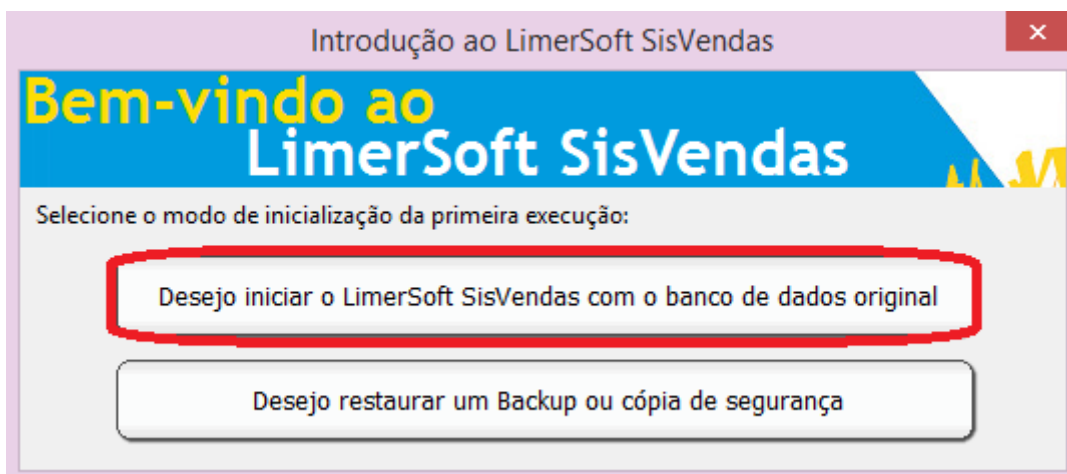 Introdução ao LimerSoft SisVendas
Bem-vindo ao
LimerSoft SisVendas
Selecione o modo de inicialização da primeira execução:
Desejo iniciar o LimerSoft SisVendas com o banco de dados original
Desejo restaurar um Backup ou cópia de segurança